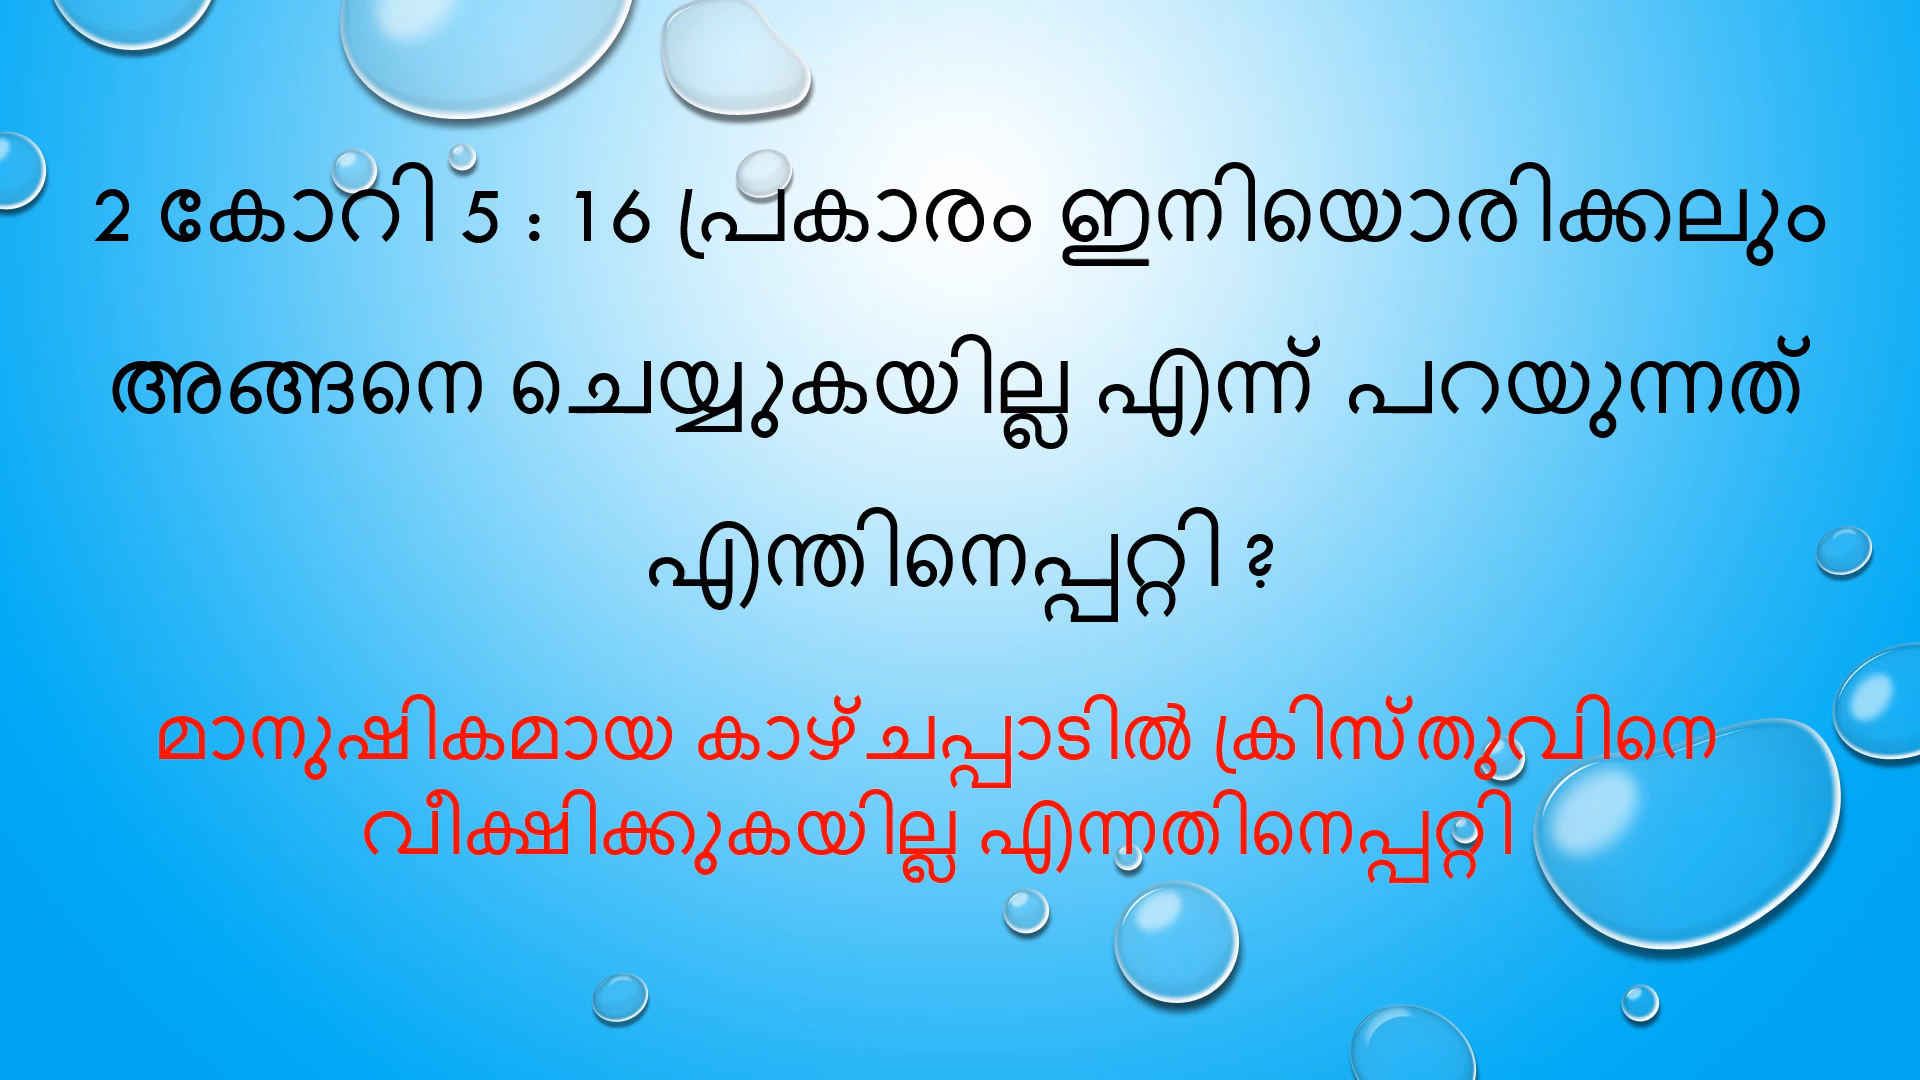 2 കോറി 5 : 16 പ്രകാരം ഇനിയൊരിക്കലും
അങ്ങനെ ചെയ്യുകയില്ല എന്ന് പറയുന്നത്
എന്തിനെപ്പറ്റി ?
മാനുഷികമായ കാഴ്ചപ്പാടിൽ ക്രിസ്തുവിനെ
വീക്ഷിക്കുകയില്ല എന്നതിനെപ്പറ്റി